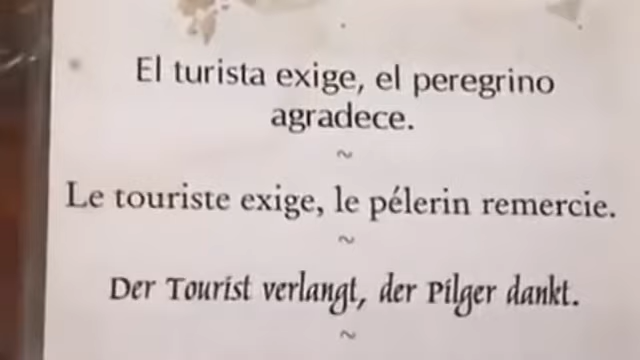 El turista exige, el peregrino
agradece.
~
Le touriste exige, le pélerin remercie.
~
Der Tourist verlangt, der Pilger dankt.
~